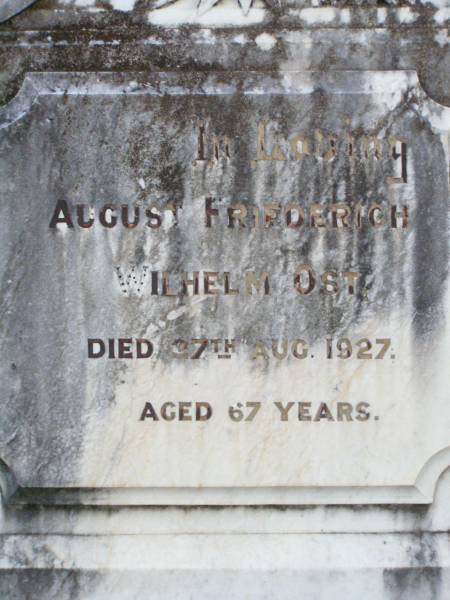 In Loving
AUGUST FRIEDERICH
WILHELM OST.
DIED 27TH AUG. 1927.
AGED 67 YEARS.